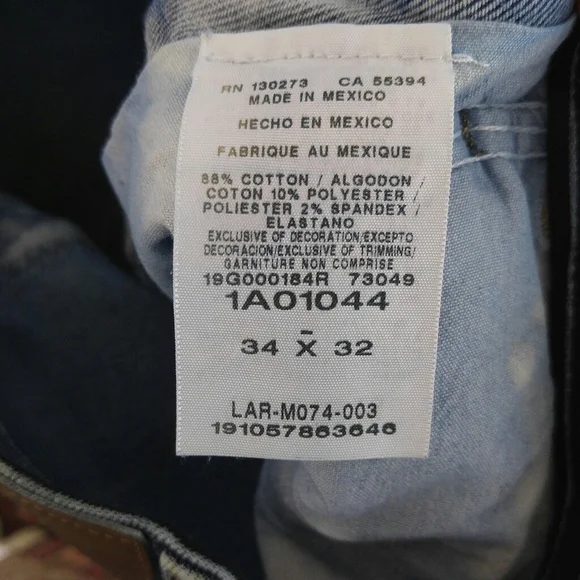 RN 130273 CA 55394
MADE IN MEXICO
HECHO EN MEXICO
FABRIQUE AU MEXIQUE
88% COTTON / ALGODON /
COTON 10% POLYESTER /
POLIESTER 2% SPANDEX /
ELASTANO
EXCLUSIVE OF DECORATION/EXCEPTO
DECORACION/EXCLUSIVE OF TRIMMING/
GARNITURE NON COMPRISE
19G000184R 73049
1A01044
-
34 X 32
LAR-M074-003
191057863646